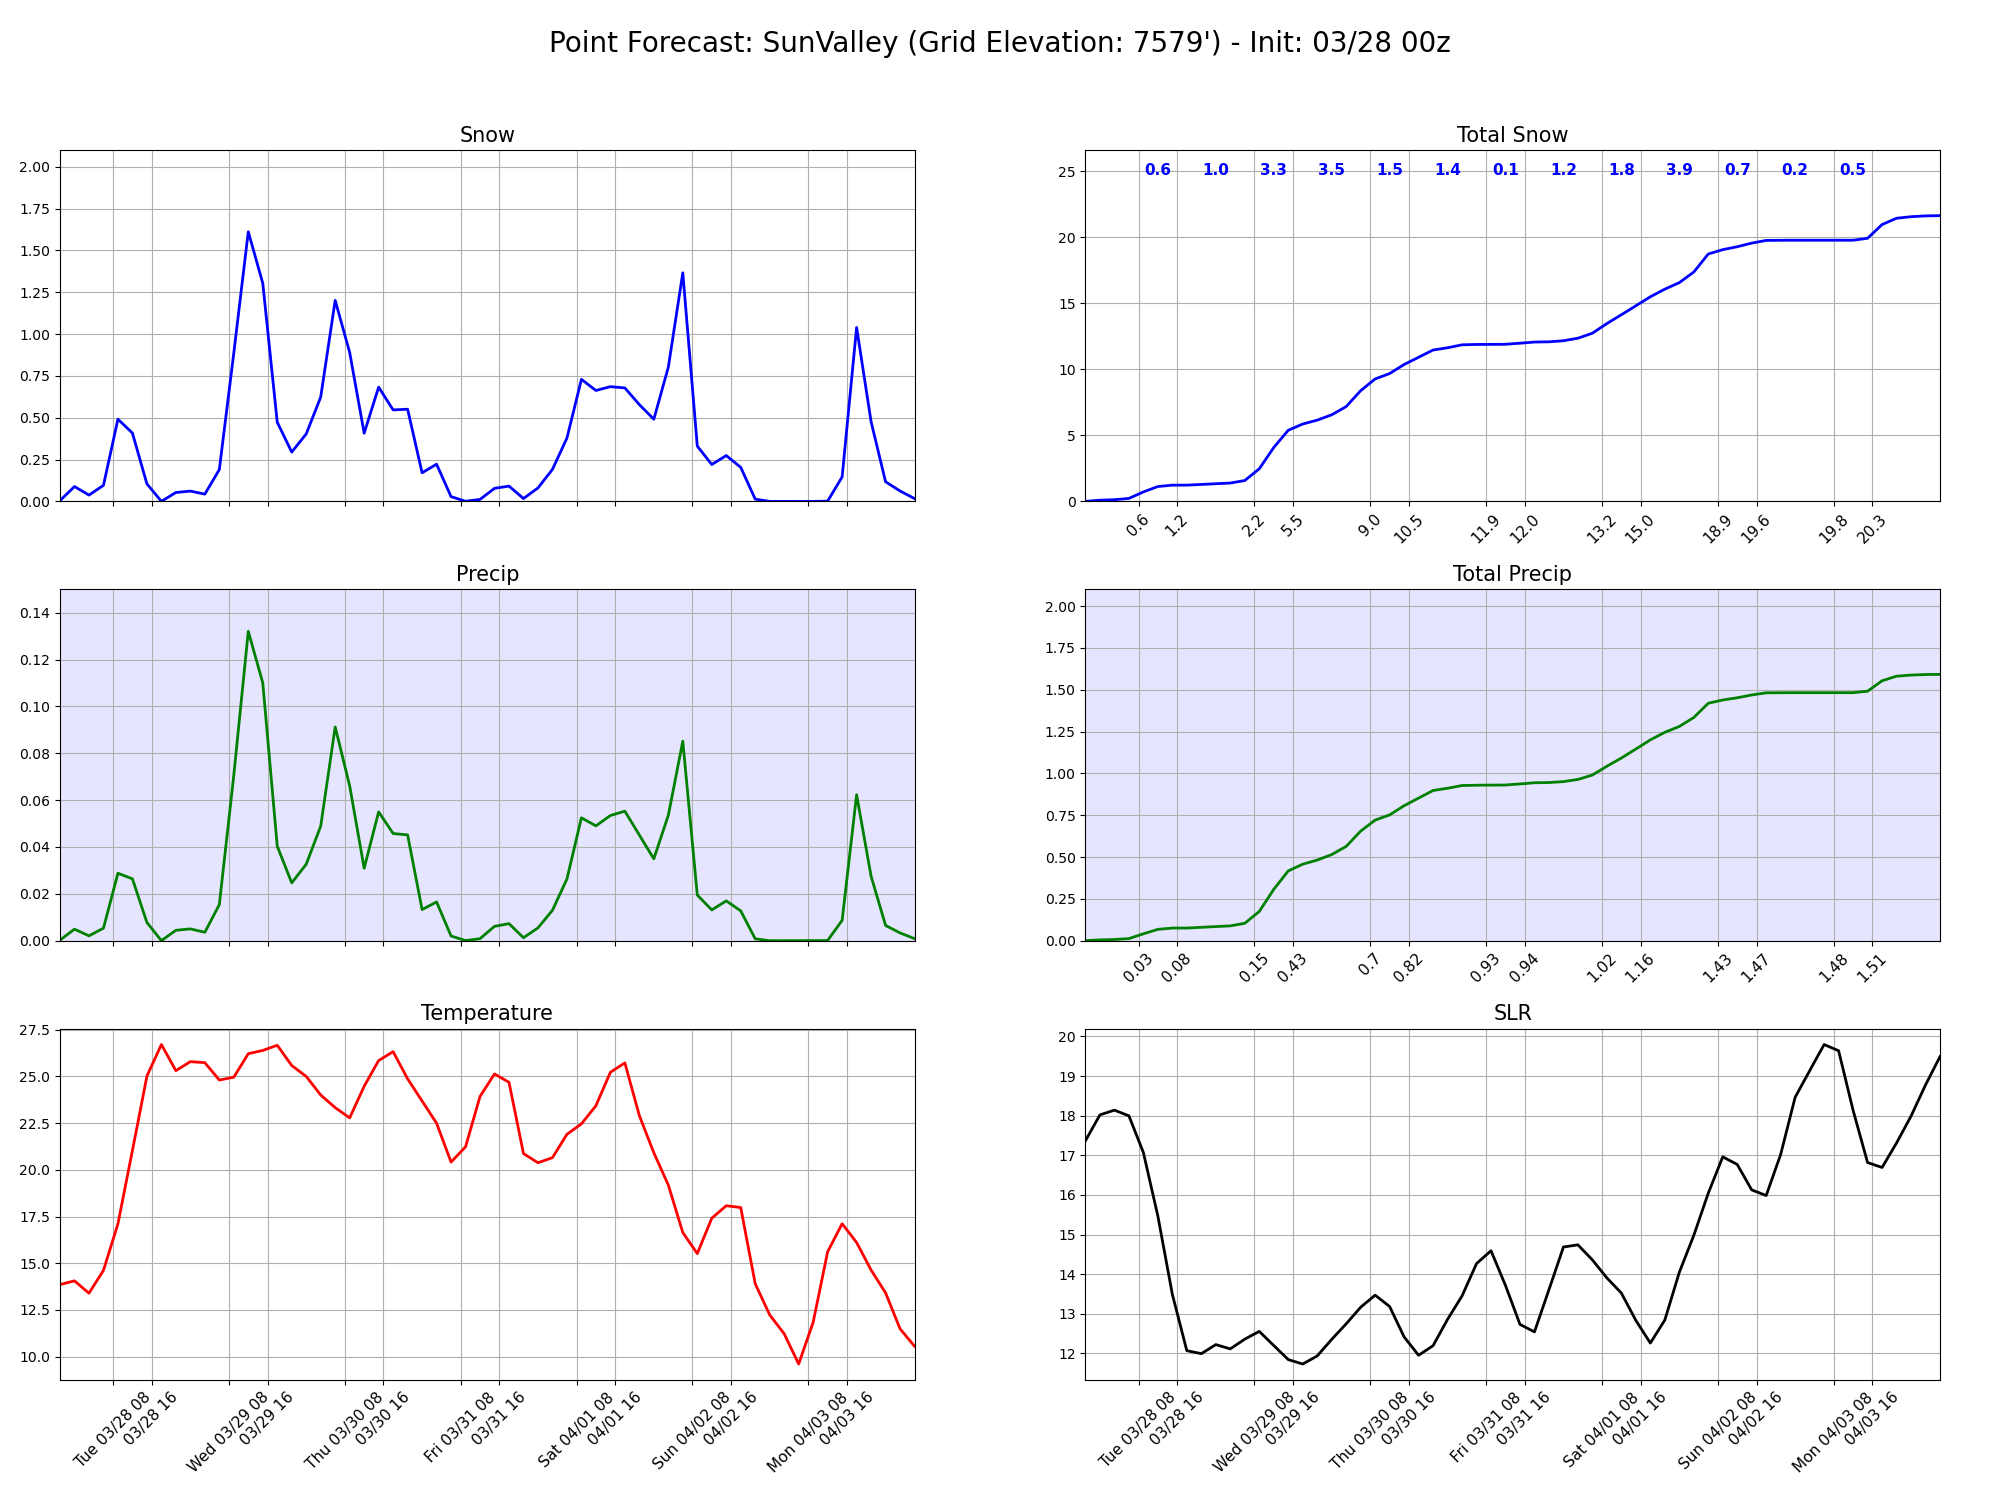 Point Forecast: SunValley (Grid Elevation: 7579') - Init: 03/28 00z
Snow
2.00
1.75
1.50
1.25
1.00
0.75
0.50
0.25
0.00
Total Snow
0.6 1.0 3.3 3.5 1.5 1.4 0.1 1.2 1.8 3.9 0.7 0.2 0.5
25
20
15
10
5
0
0.6 1.2 2.2 5.5 9.0 10.5 11.9 12.0 13.2 15.0 18.9 19.6 19.8 20.3
Precip
0.14
0.12
0.10
0.08
0.06
0.04
0.02
0.00
Total Precip
2.00
1.75
1.50
1.25
1.00
0.75
0.50
0.25
0.00
0.03 0.08 0.15 0.43 0.7 0.82 0.93 0.94 1.02 1.16 1.43 1.47 1.48 1.51
Temperature
27.5
25.0
22.5
20.0
17.5
15.0
12.5
10.0
Tue 03/28 08
03/28 16
Wed 03/29 08
03/29 16
Thu 03/30 08
03/30 16
Fri 03/31 08
03/31 16
Sat 04/01 08
04/01 16
Sun 04/02 08
04/02 16
Mon 04/03 08
04/03 16
SLR
20
19
18
17
16
15
14
13
12
Tue 03/28 08
03/28 16
Wed 03/29 08
03/29 16
Thu 03/30 08
03/30 16
Fri 03/31 08
03/31 16
Sat 04/01 08
04/01 16
Sun 04/02 08
04/02 16
Mon 04/03 08
04/03 16